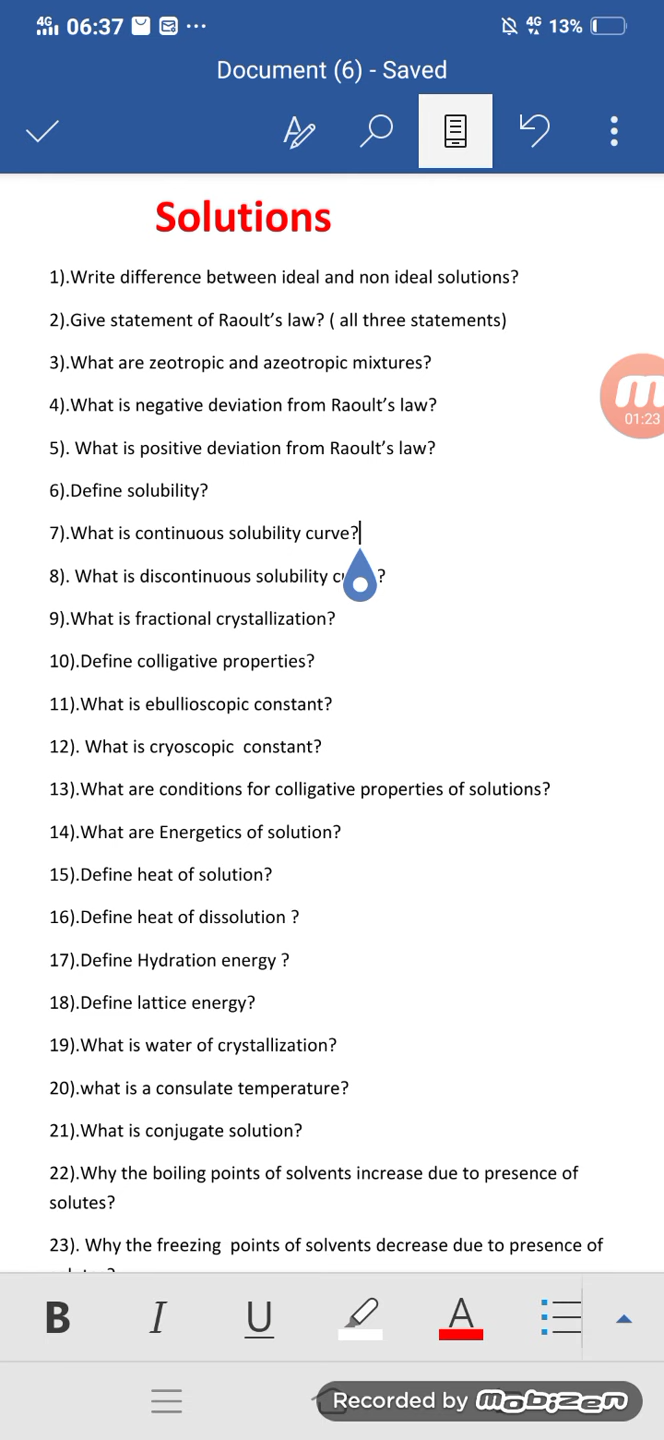 4G 06:37 4G 13%
Document (6) - Saved
Solutions
1).Write difference between ideal and non ideal solutions?
2).Give statement of Raoult’s law? ( all three statements)
3).What are zeotropic and azeotropic mixtures?
4).What is negative deviation from Raoult’s law?
01:23
5). What is positive deviation from Raoult’s law?
6).Define solubility?
7).What is continuous solubility curve?
8). What is discontinuous solubility ?
9).What is fractional crystallization?
10).Define colligative properties?
11).What is ebullioscopic constant?
12). What is cryoscopic  constant?
13).What are conditions for colligative properties of solutions?
14).What are Energetics of solution?
15).Define heat of solution?
16).Define heat of dissolution ?
17).Define Hydration energy ?
18).Define lattice energy?
19).What is water of crystallization?
20).what is a consulate temperature?
21).What is conjugate solution?
22).Why the boiling points of solvents increase due to presence of
solutes?
23). Why the freezing  points of solvents decrease due to presence of
B I U A
Recorded by mobizen